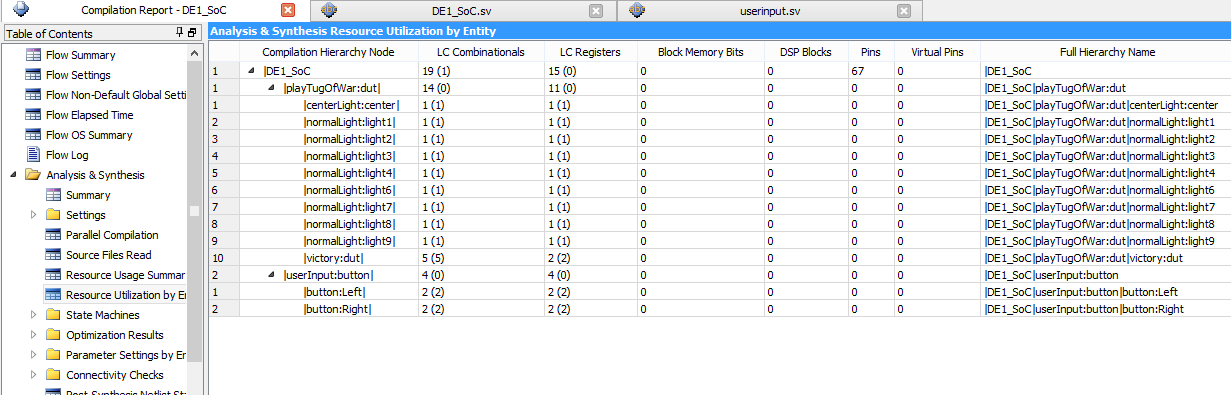 Compilation Report - DE1_SoC DE1_SoC.sv userinput.sv
Table of Contents
Flow Summary
Flow Settings
Flow Non-Default Global Setti
Flow Elapsed Time
Flow OS Summary
Flow Log
Analysis & Synthesis
Summary
Settings
Parallel Compilation
Source Files Read
Resource Usage Summar
Resource Utilization by En
State Machines
Optimization Results
Parameter Settings by En
Connectivity Checks
Post-Synthesis Netlist Sta
Analysis & Synthesis Resource Utilization by Entity
Compilation Hierarchy Node LC Combinationals LC Registers Block Memory Bits DSP Blocks Pins Virtual Pins Full Hierarchy Name
1 |DE1_SoC 19 (1) 15 (0) 0 0 67 0 |DE1_SoC
1 |playTugOfWar:dut| 14 (0) 11 (0) 0 0 0 0 |DE1_SoC|playTugOfWar:dut
1 |centerLight:center| 1 (1) 1 (1) 0 0 0 0 |DE1_SoC|playTugOfWar:dut|centerLight:center
2 |normalLight:light1| 1 (1) 1 (1) 0 0 0 0 |DE1_SoC|playTugOfWar:dut|normalLight:light1
3 |normalLight:light2| 1 (1) 1 (1) 0 0 0 0 |DE1_SoC|playTugOfWar:dut|normalLight:light2
4 |normalLight:light3| 1 (1) 1 (1) 0 0 0 0 |DE1_SoC|playTugOfWar:dut|normalLight:light3
5 |normalLight:light4| 1 (1) 1 (1) 0 0 0 0 |DE1_SoC|playTugOfWar:dut|normalLight:light4
6 |normalLight:light6| 1 (1) 1 (1) 0 0 0 0 |DE1_SoC|playTugOfWar:dut|normalLight:light6
7 |normalLight:light7| 1 (1) 1 (1) 0 0 0 0 |DE1_SoC|playTugOfWar:dut|normalLight:light7
8 |normalLight:light8| 1 (1) 1 (1) 0 0 0 0 |DE1_SoC|playTugOfWar:dut|normalLight:light8
9 |normalLight:light9| 1 (1) 1 (1) 0 0 0 0 |DE1_SoC|playTugOfWar:dut|normalLight:light9
10 |victory:dut| 5 (5) 2 (2) 0 0 0 0 |DE1_SoC|playTugOfWar:dut|victory:dut
2 |userInput:button| 4 (0) 4 (0) 0 0 0 0 |DE1_SoC|userInput:button
1 |button:Left| 2 (2) 2 (2) 0 0 0 0 |DE1_SoC|userInput:button|button:Left
2 |button:Right| 2 (2) 2 (2) 0 0 0 0 |DE1_SoC|userInput:button|button:Right